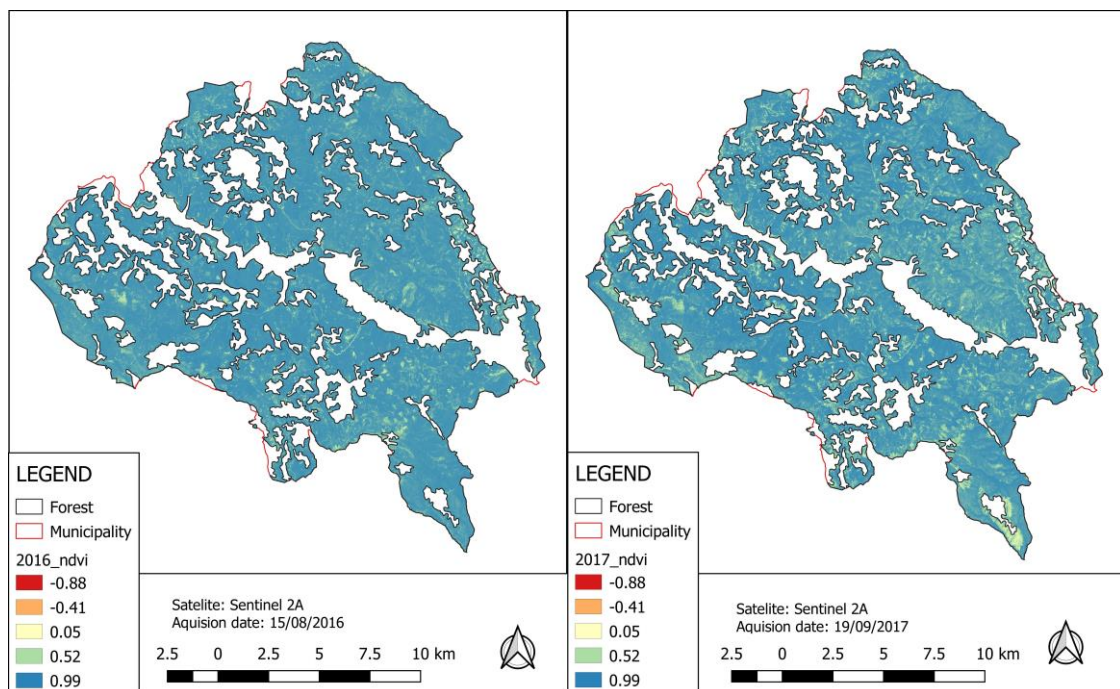 LEGEND
Forest
Municipality
2016_ndvi
-0.88
-0.41
0.05
0.52
0.99
Satelite: Sentinel 2A
Aquision date: 15/08/2016
2.5 0 2.5 5 7.5 10 km
LEGEND
Forest
Municipality
2017_ndvi
-0.88
-0.41
0.05
0.52
0.99
Satelite: Sentinel 2A
Aquision date: 19/09/2017
2.5 0 2.5 5 7.5 10 km